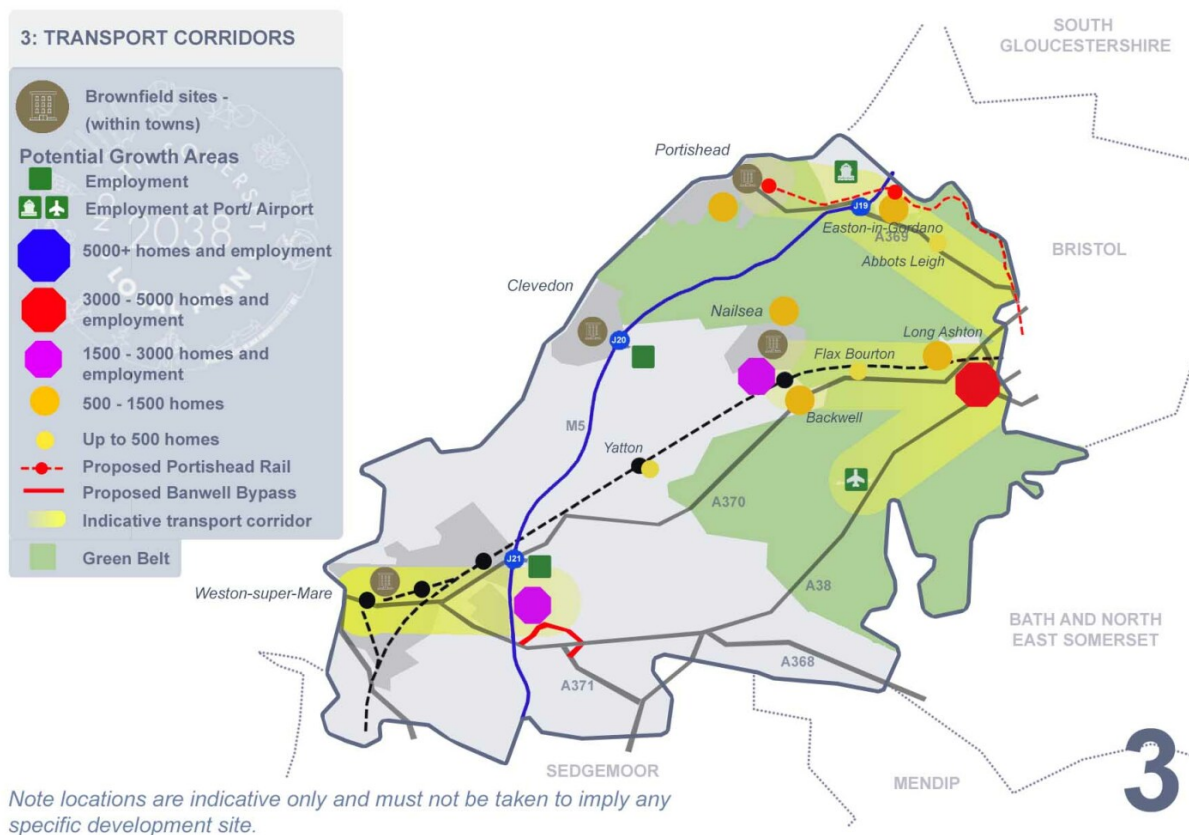 3: TRANSPORT CORRIDORS
Brownfield sites -
(within towns)
Potential Growth Areas
Employment
Employment at Port/ Airport
5000+ homes and employment
3000 - 5000 homes and
employment
1500 - 3000 homes and
employment
500 - 1500 homes
Up to 500 homes
Proposed Portishead Rail
Proposed Banwell Bypass
Indicative transport corridor
Green Belt
NORTH SOMERSET
2038
LOCAL PLAN
SOUTH
GLOUCESTERSHIRE
Portishead
J19
Easton-in-Gordano
A369
Abbots Leigh
BRISTOL
Clevedon
J20
Nailsea
Long Ashton
Flax Bourton
Backwell
M5
Yatton
A370
J21
Weston-super-Mare
A38
A368
A371
BATH AND NORTH
EAST SOMERSET
SEDGEMOOR
MENDIP
3
Note locations are indicative only and must not be taken to imply any
specific development site.